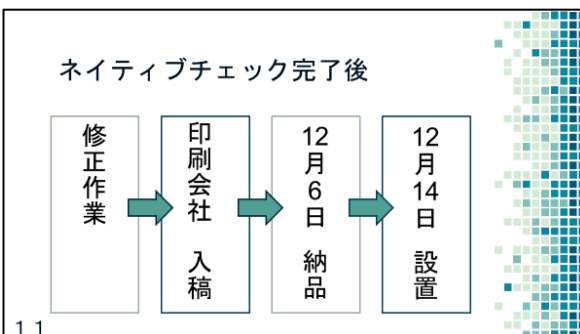 ネイティブチェック完了後
修正作業
印刷会社 入稿
12月6日 納品
12月14日 設置
11